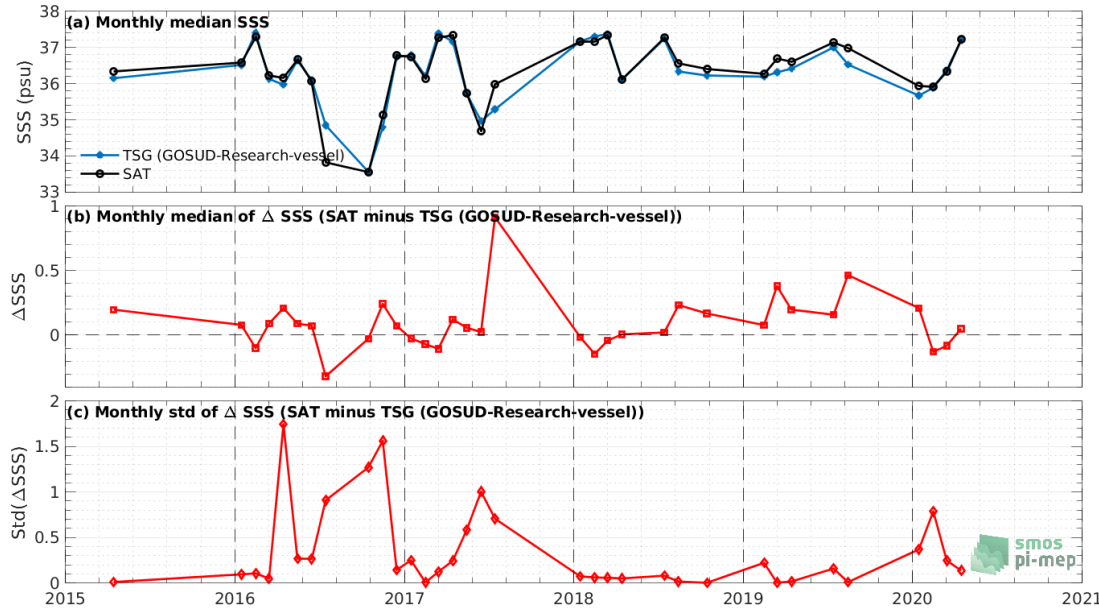 (a) Monthly median SSS
38
37
36
35
34
33
SSS (psu)
TSG (GOSUD-Research-vessel)
SAT
(b) Monthly median of Δ SSS (SAT minus TSG (GOSUD-Research-vessel))
1
0.5
0
ΔSSS
(c) Monthly std of Δ SSS (SAT minus TSG (GOSUD-Research-vessel))
2
1.5
1
0.5
0
Std(ΔSSS)
smos
pi-mep
2015 2016 2017 2018 2019 2020 2021